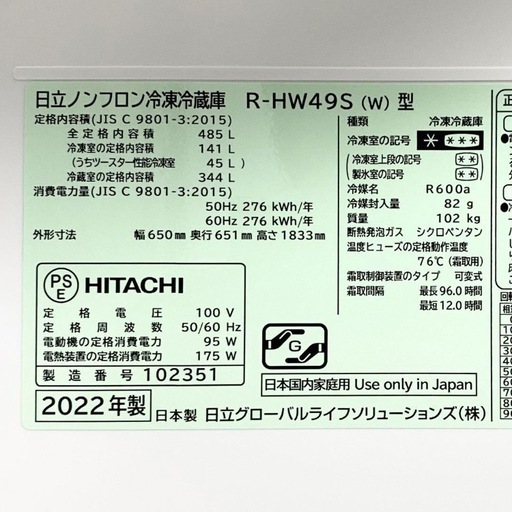 日立ノンフロン冷凍冷蔵庫 R-HW49S (W) 型
定格内容積(JIS C 9801-3:2015)
全定格内容積 485 L
冷凍室の定格内容積 141 L
(うちツースター性能冷凍室 45 L)
冷蔵室の定格内容積 344 L
消費電力量(JIS C 9801-3:2015)
50Hz 276 kWh/年
60Hz 276 kWh/年
外形寸法 幅 650㎜ 奥行 651㎜ 高さ 1833㎜
種類 冷凍冷蔵庫
冷凍室の記号 * ***
(冷凍室上段の記号 **)
(製氷室の記号 **)
冷媒名 R600a
冷媒封入量 82 g
質量 102 kg
断熱発泡ガス シクロペンタン
温度ヒューズの定格動作温度
76℃(霜取用)
霜取制御装置のタイプ 可変式
霜取間隔 最長 96.0 時間
最短 12.0 時間
PS E HITACHI
定格電圧 100 V
定格周波数 50/60 Hz
電動機の定格消費電力 95 W
電熱装置の定格消費電力 175 W
製造番号 102351
G
日本国内家庭用 Use only in Japan
2022年製 日本製 日立グローバルライフソリューションズ(株)